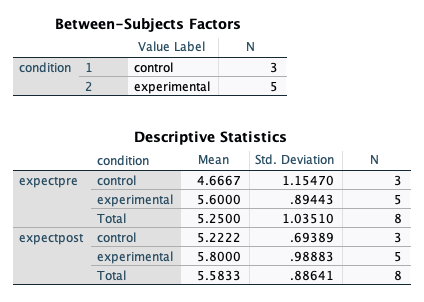 Between-Subjects Factors
Value Label N
condition 1 control 3
2 experimental 5
Descriptive Statistics
condition Mean Std. Deviation N
expectpre control 4.6667 1.15470 3
experimental 5.6000 .89443 5
Total 5.2500 1.03510 8
expectpost control 5.2222 .69389 3
experimental 5.8000 .98883 5
Total 5.5833 .88641 8